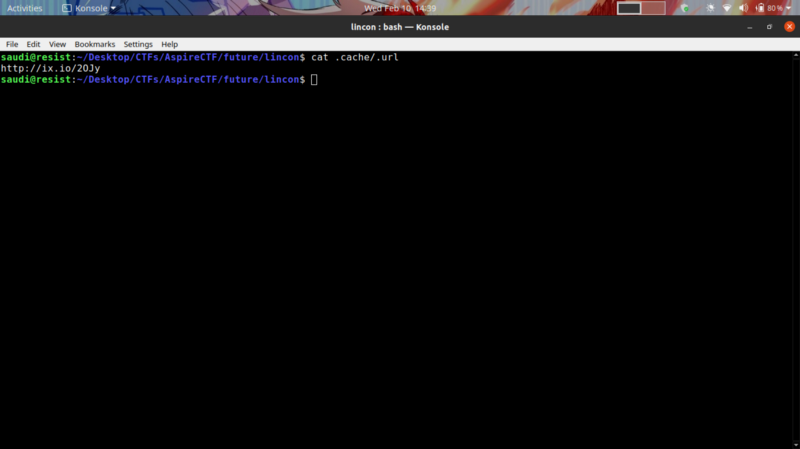 Activities Konsole Wed Feb 10, 14:39 80%
lincon : bash — Konsole
File Edit View Bookmarks Settings Help
saudi@resist:~/Desktop/CTFs/AspireCTF/future/lincon$ cat .cache/.url
http://ix.io/2OJy
saudi@resist:~/Desktop/CTFs/AspireCTF/future/lincon$